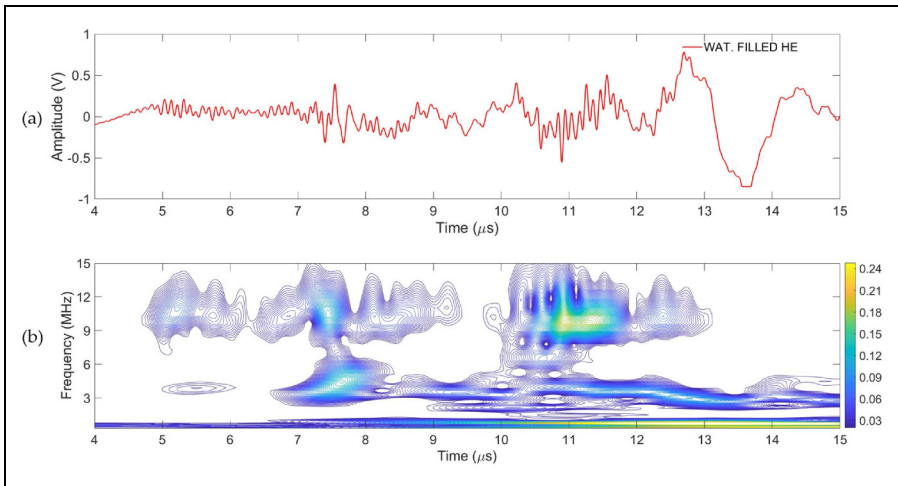 1
WAT. FILLED HE
0.5
(a)
Amplitude (V)
0
-0.5
-1
4 5 6 7 8 9 10 11 12 13 14 15
Time (μs)
15
12
9
6
3
(b)
Frequency (MHz)
0.24
0.21
0.18
0.15
0.12
0.09
0.06
0.03
4 5 6 7 8 9 10 11 12 13 14 15
Time (μs)